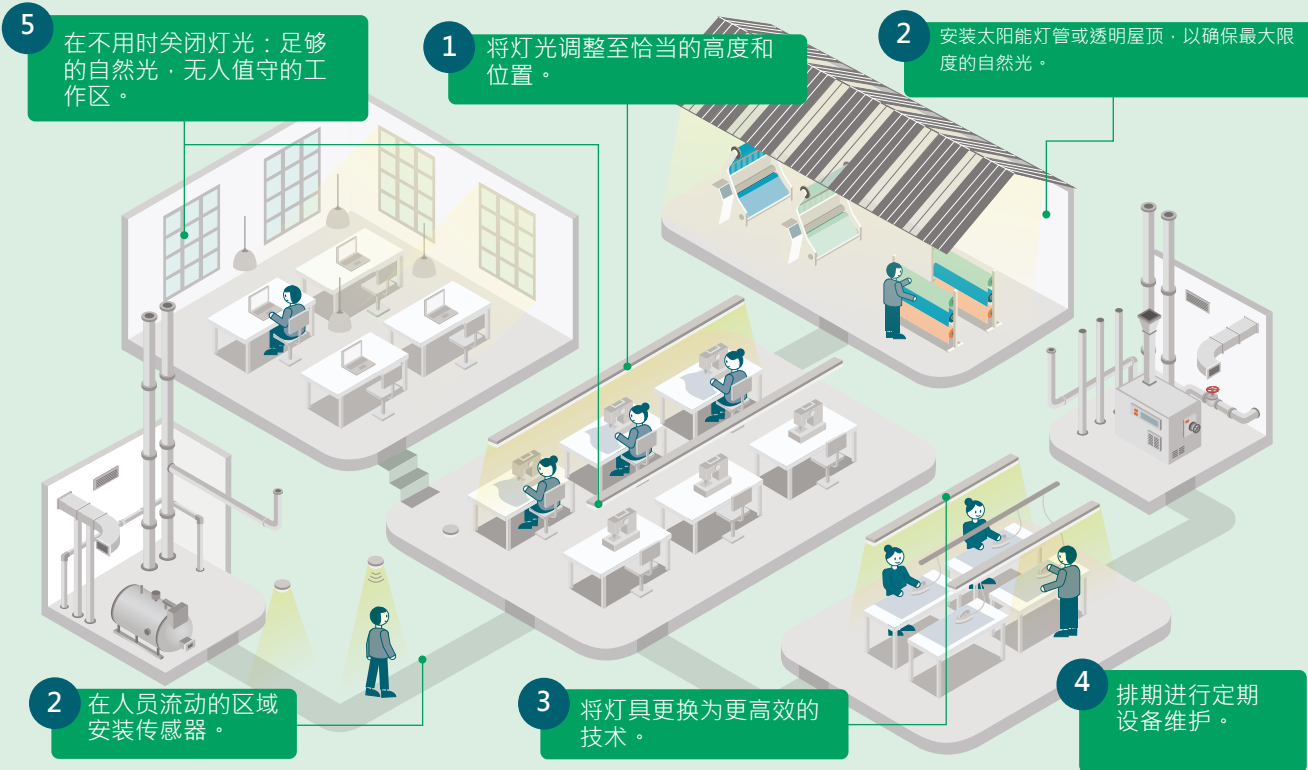 5
在不用时关闭灯光：足够
的自然光，无人值守的工
作区。
1
将灯光调整至恰当的高度和
位置。
2
安装太阳能灯管或透明屋顶，以确保最大限
度的自然光。
2
在人员流动的区域
安装传感器。
3
将灯具更换为更高效的
技术。
4
排期进行定期
设备维护。